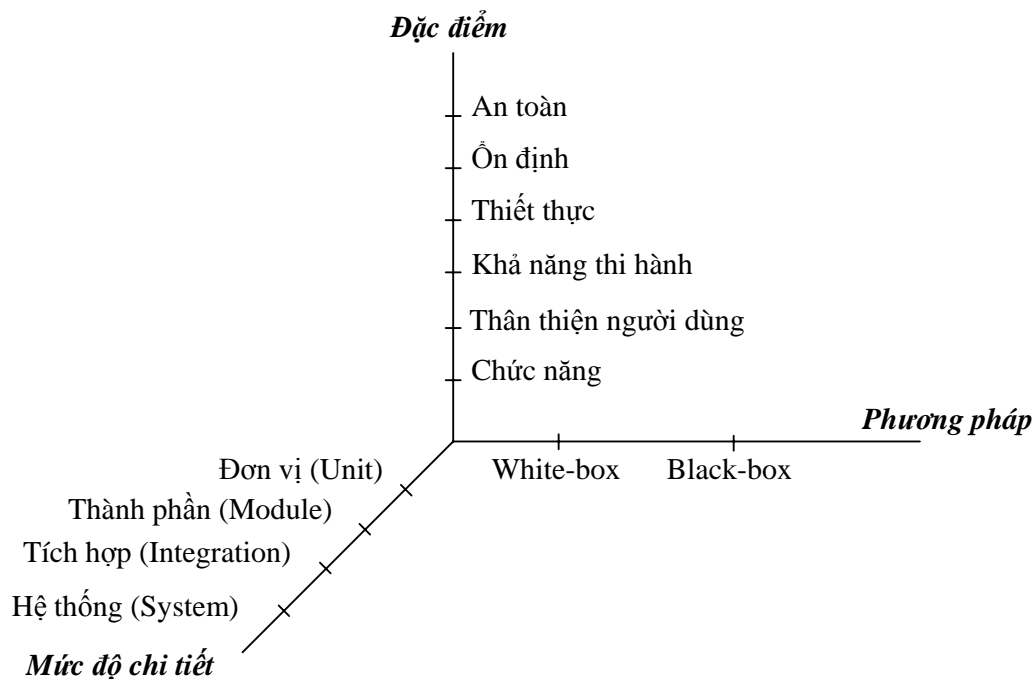 Đặc điểm
An toàn
Ổn định
Thiết thực
Khả năng thi hành
Thân thiện người dùng
Chức năng
Phương pháp
White-box Black-box
Đơn vị (Unit)
Thành phần (Module)
Tích hợp (Integration)
Hệ thống (System)
Mức độ chi tiết